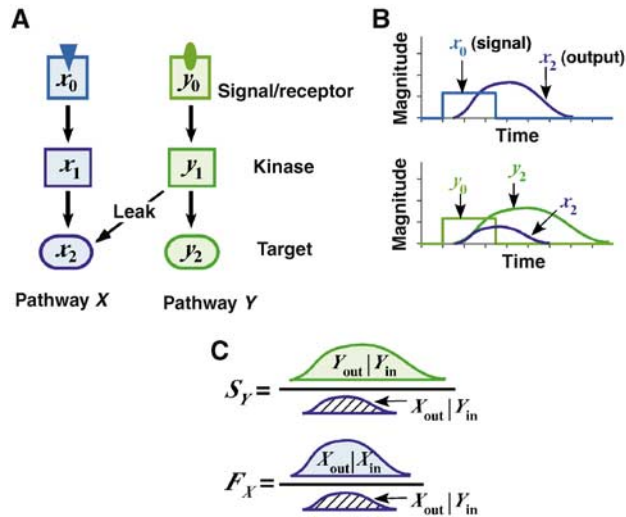 A
x0
y0
Signal/receptor
x1
y1
Kinase
Leak
x2
y2
Target
Pathway X
Pathway Y
B
Magnitude
x0 (signal)
x2 (output)
Time
Magnitude
y0
y2
x2
Time
C
SY =
Yout | Yin
Xout | Yin
FX =
Xout | Xin
Xout | Yin